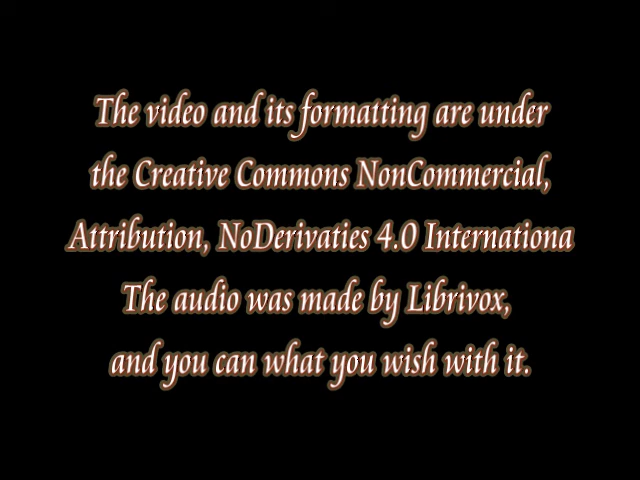 The video and its formatting are under
the Creative Commons NonCommercial,
Attribution, NoDerivaties 4.0 Internationa
The audio was made by Librivox,
and you can what you wish with it.